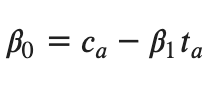 β₀ = cₐ − β₁tₐ